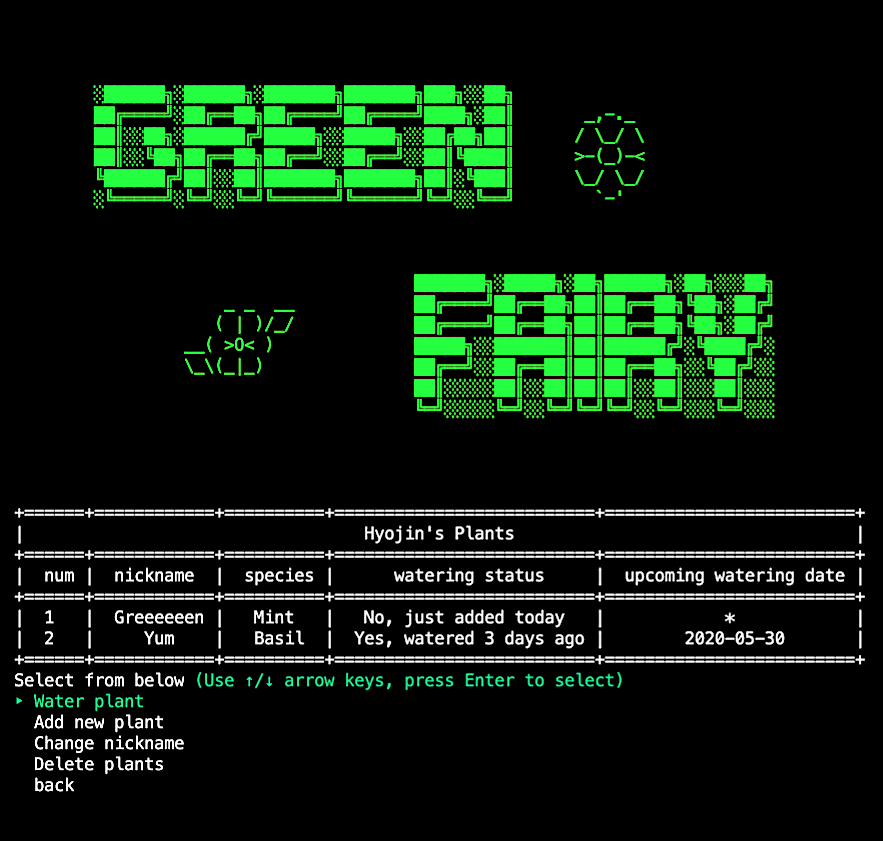 GREEN
FAIRY
Hyojin's Plants
num | nickname | species | watering status | upcoming watering date
1 | Greeeeeen | Mint | No, just added today | *
2 | Yum | Basil | Yes, watered 3 days ago | 2020-05-30
Select from below (Use ↑/↓ arrow keys, press Enter to select)
‣ Water plant
Add new plant
Change nickname
Delete plants
back